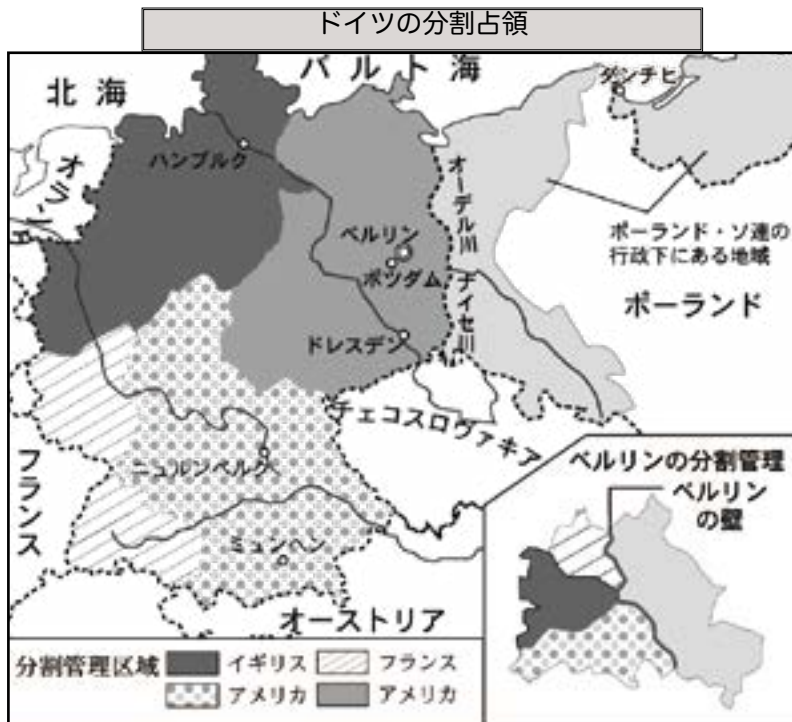 ドイツの分割占領
北海
バルト海
ダンチヒ
オランダ
ハンブルク
オーデル川
ベルリン
ポツダム
ナイセ川
ポーランド・ソ連の
行政下にある地域
ポーランド
ドレスデン
チェコスロヴァキア
フランス
ニュルンベルク
ミュンヘン
オーストリア
ベルリンの分割管理
ベルリン
の壁
分割管理区域
イギリス
フランス
アメリカ
アメリカ